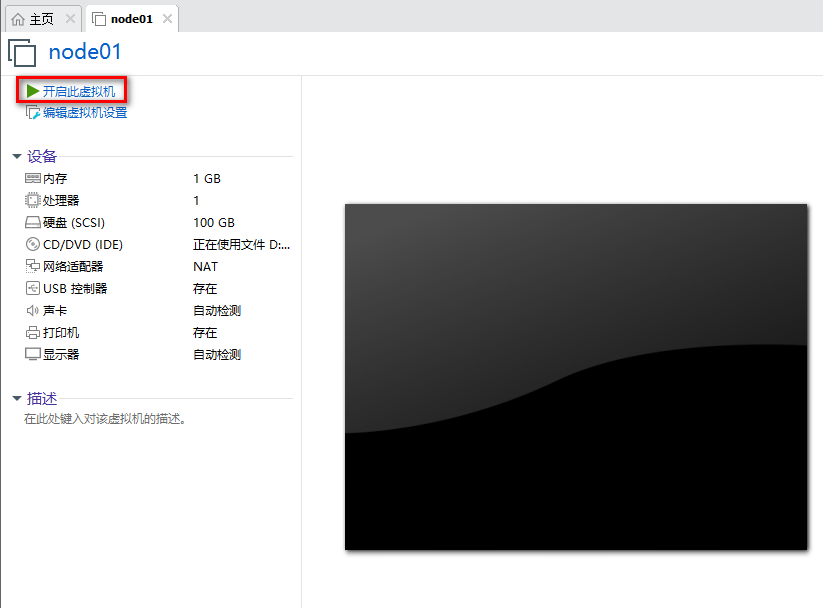 主页
node01
node01
开启此虚拟机
编辑虚拟机设置
设备
内存 1 GB
处理器 1
硬盘 (SCSI) 100 GB
CD/DVD (IDE) 正在使用文件 D:...
网络适配器 NAT
USB 控制器 存在
声卡 自动检测
打印机 存在
显示器 自动检测
描述
在此处键入对该虚拟机的描述。